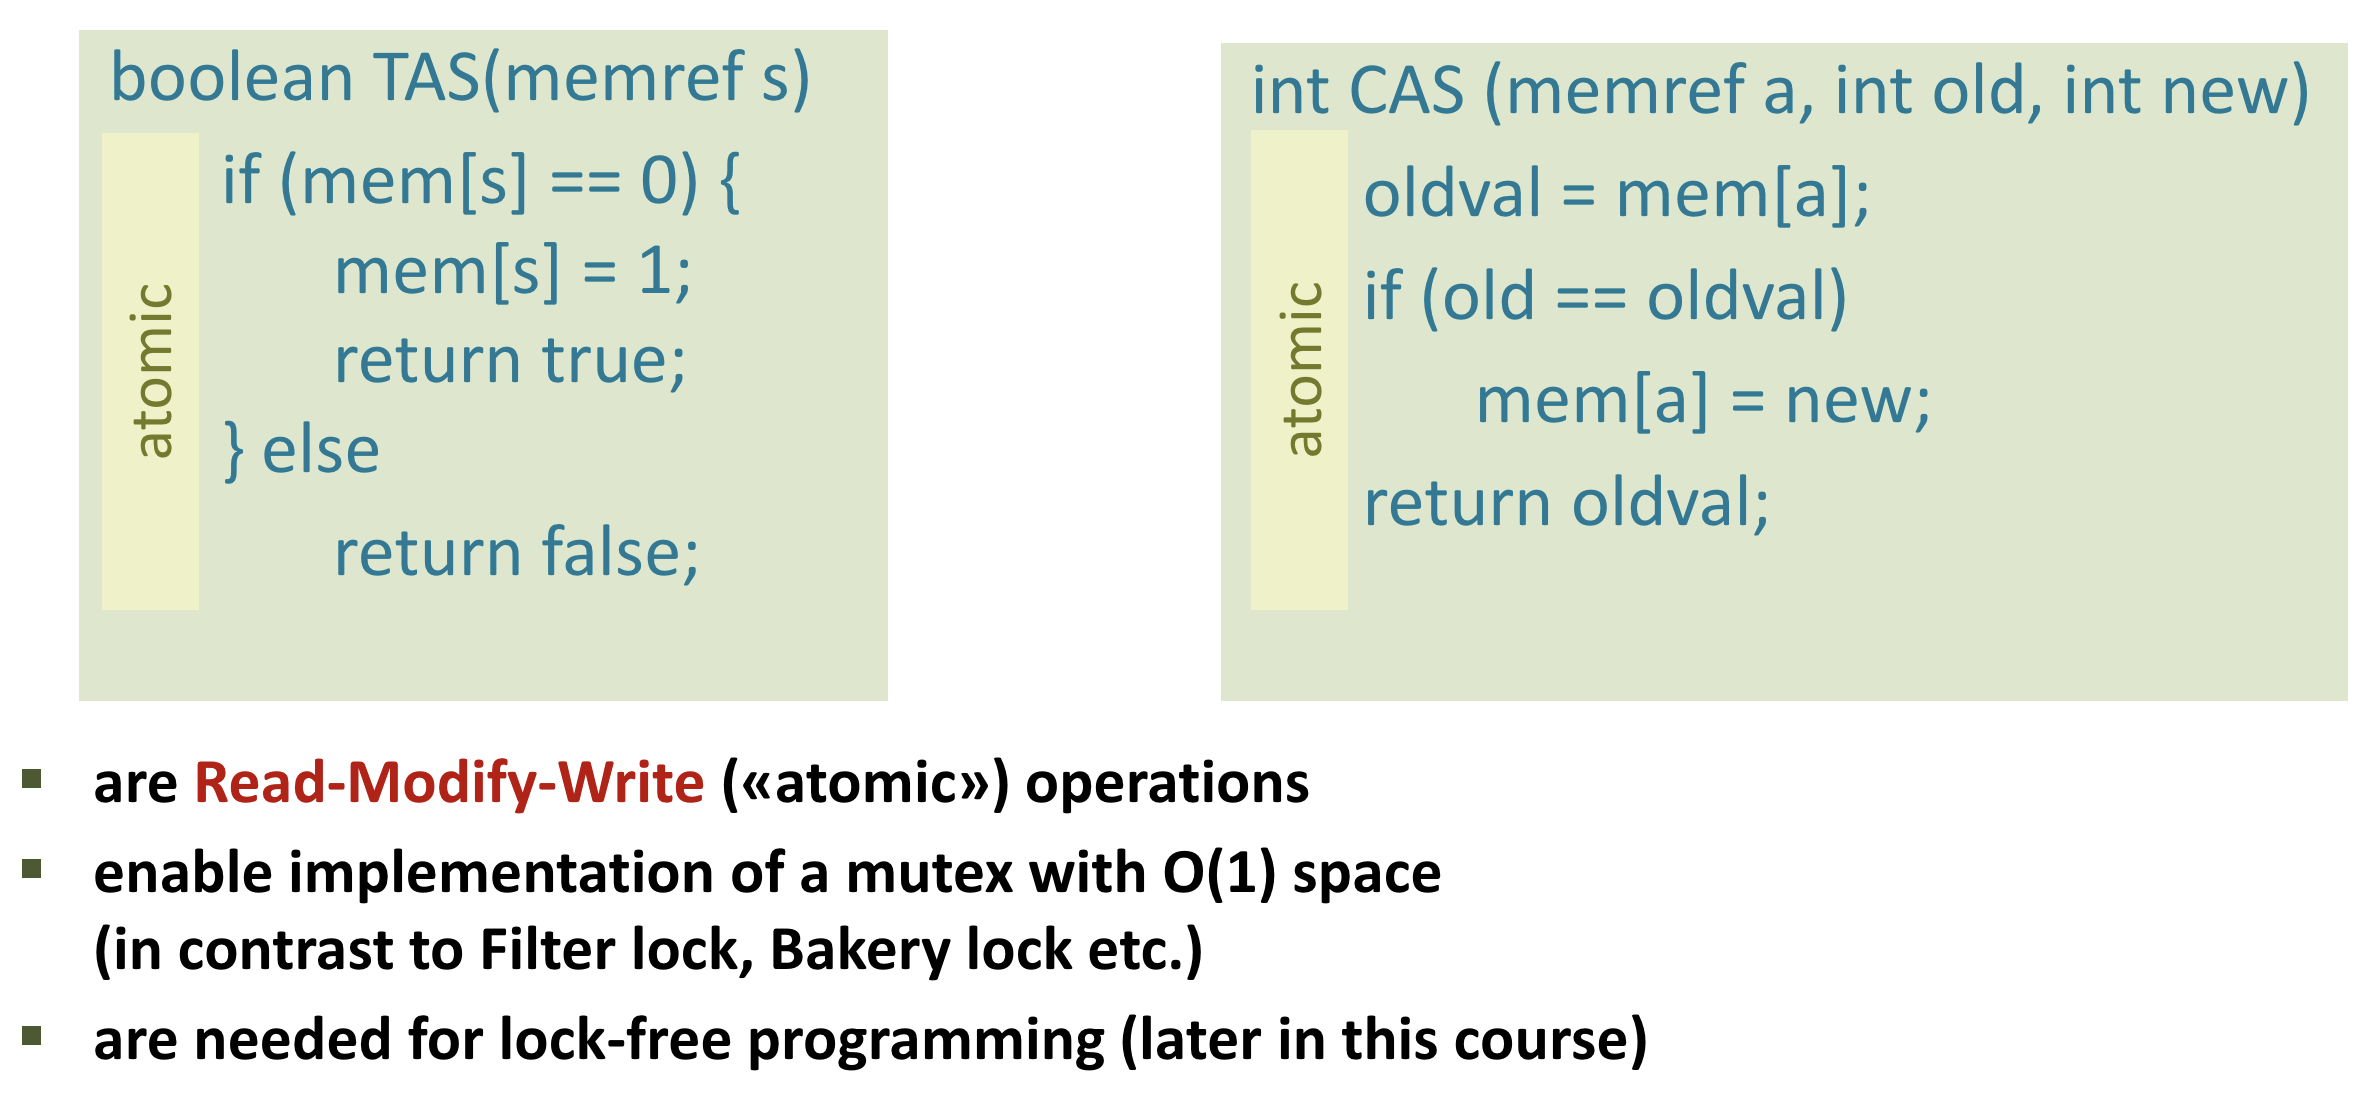 boolean TAS(memref s)
atomic
if (mem[s] == 0) {
mem[s] = 1;
return true;
} else
return false;
int CAS (memref a, int old, int new)
atomic
oldval = mem[a];
if (old == oldval)
mem[a] = new;
return oldval;
▪ are Read-Modify-Write («atomic») operations
▪ enable implementation of a mutex with O(1) space
(in contrast to Filter lock, Bakery lock etc.)
▪ are needed for lock-free programming (later in this course)